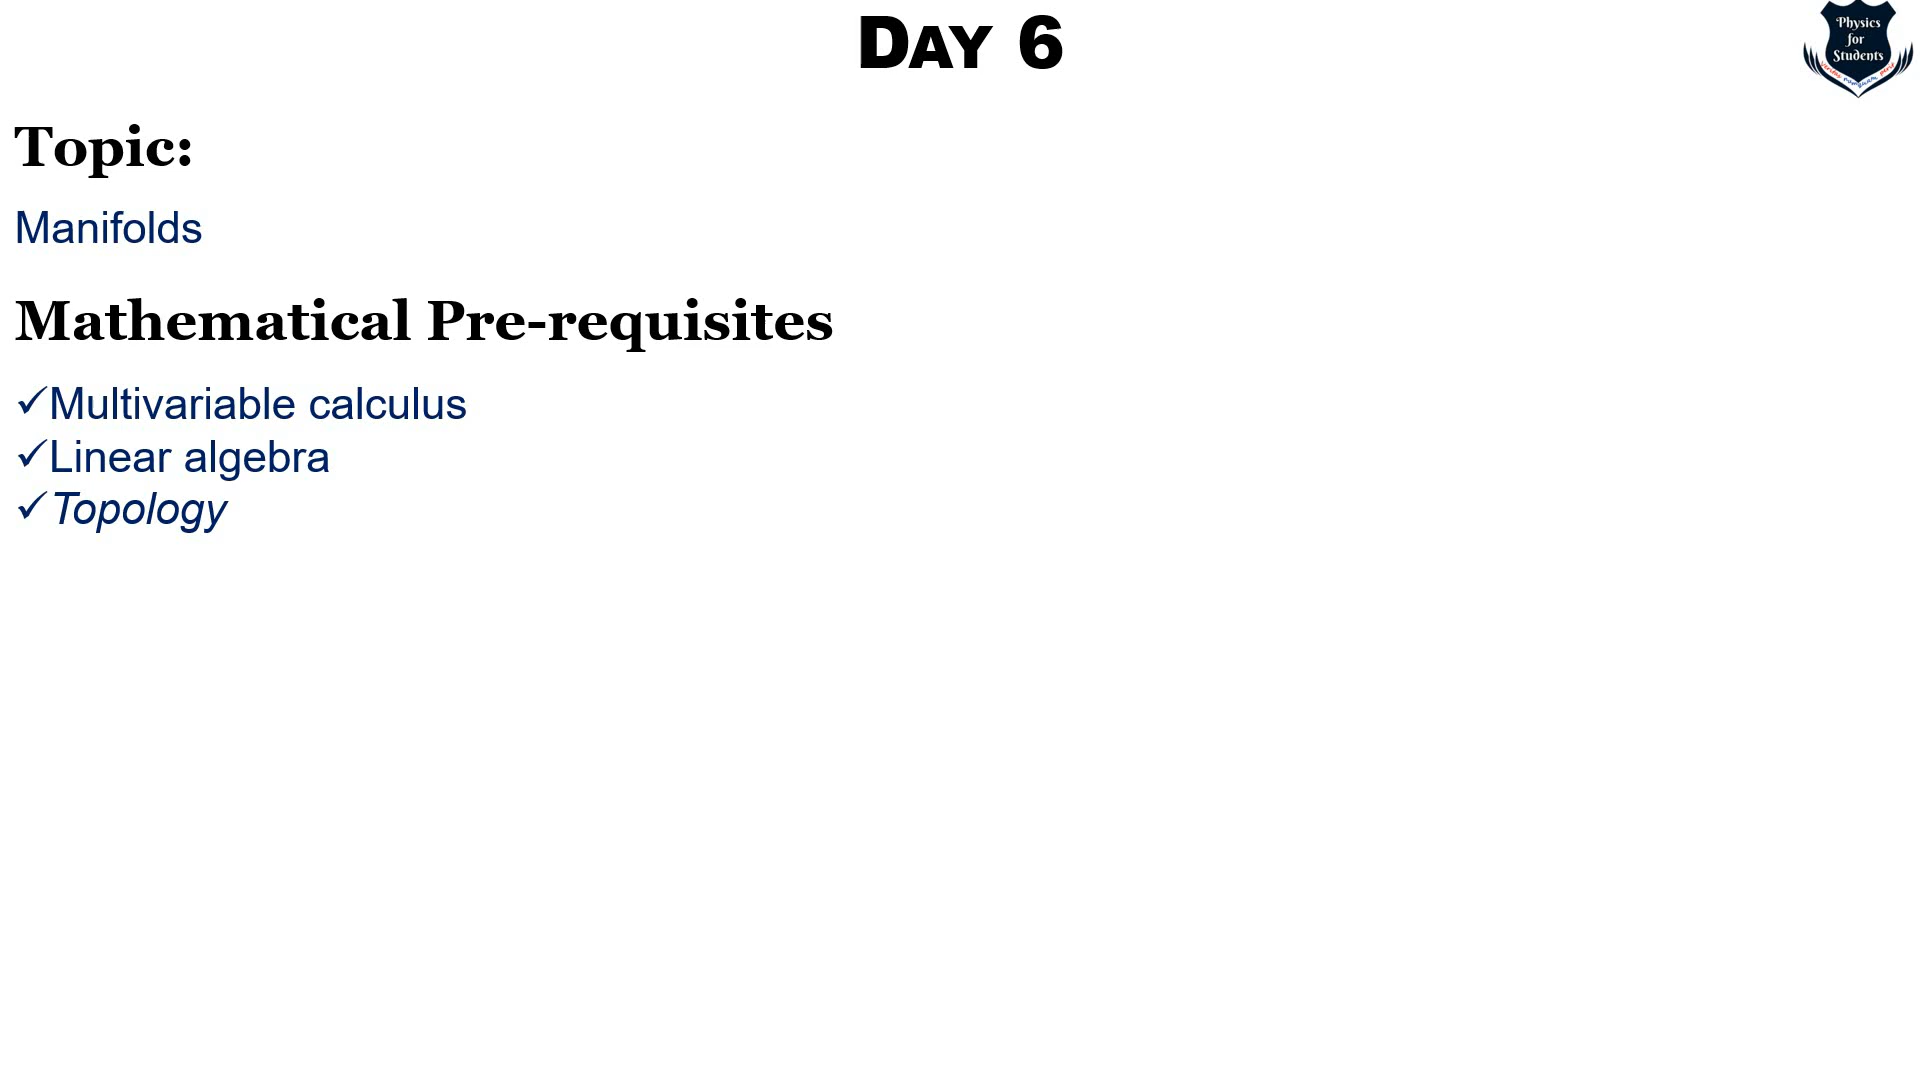 DAY 6
Physics
for
Students
Topic:
Manifolds
Mathematical Pre-requisites
✓Multivariable calculus
✓Linear algebra
✓Topology